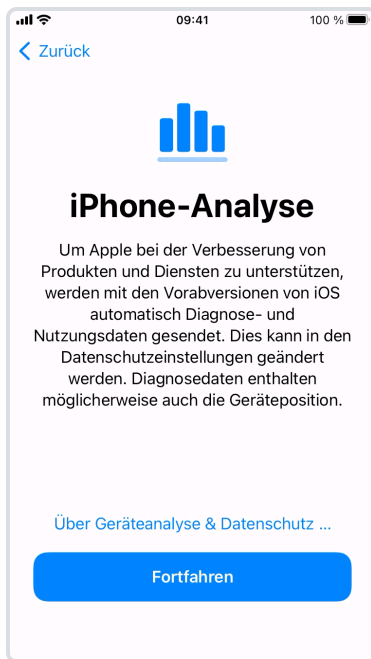 09:41
100 %
Zurück
iPhone-Analyse
Um Apple bei der Verbesserung von
Produkten und Diensten zu unterstützen,
werden mit den Vorabversionen von iOS
automatisch Diagnose- und
Nutzungsdaten gesendet. Dies kann in den
Datenschutzeinstellungen geändert
werden. Diagnosedaten enthalten
möglicherweise auch die Geräteposition.
Über Geräteanalyse & Datenschutz ...
Fortfahren